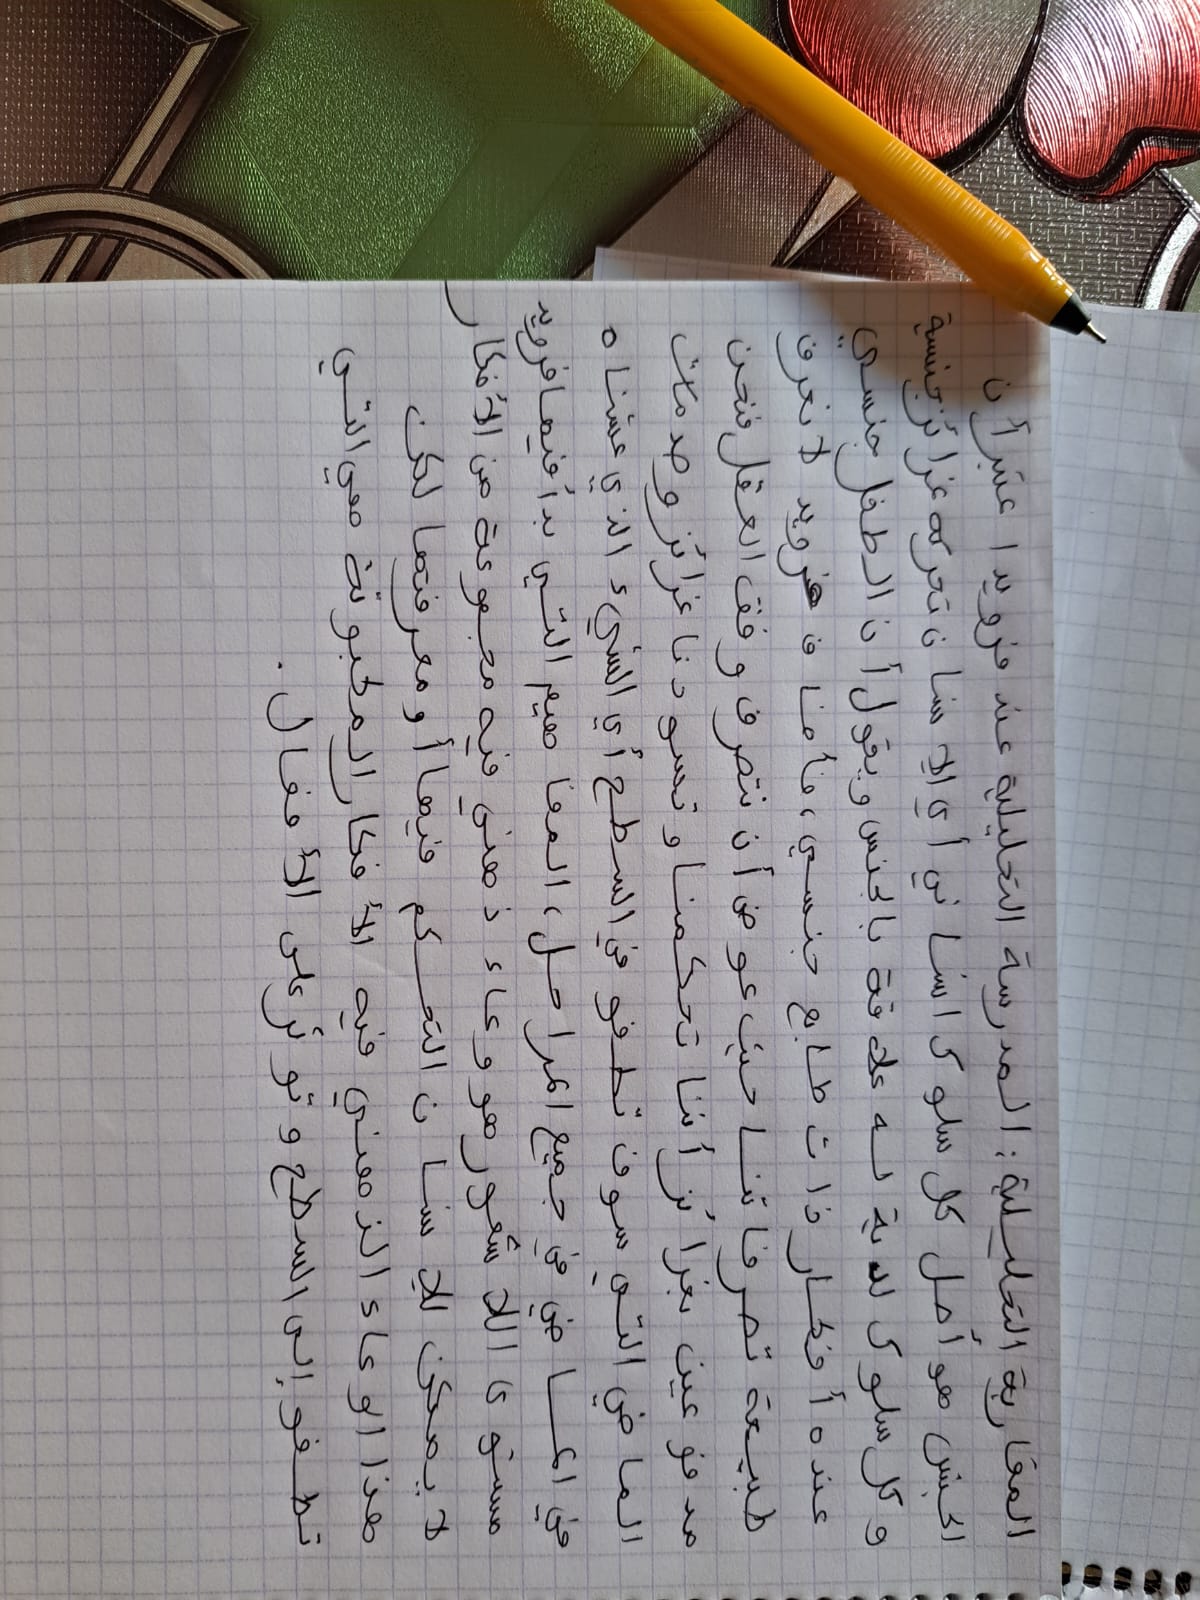 المقاربة التحليلية : المدرسة التحليلية عند فرويد اعتبر أن
الجنس هو أصل كل سلوك انساني أي الإنسان تحركه غرائز جنسية
و كل سلوك لديه له علاقة بالجنس ويقول أن الطفل جنسي
عنده أفكار ذات طابع جنسي، فأضاف فرويد لا نعرف
طبيعة تصرفاتنا حيث عوض أن نتصرف وفق العقل فنحن
مدفوعين بغرائز أننا تحكمنا و تسودنا غرائز و صدمات
الماضي التي سوف تطفو في السطح أي الشيء الذي عشناه
في الماضي في جميع المراحل، المفاهيم التي بدأ فيها فرويد
مستوى اللاشعور هو وعاء ذهني فيه مجموعة من الأفكار
لا يمكن للإنسان التحكم فيها أو معرفتها لكن
هذا الوعاء الذهني فيه الأفكار المكبوتة هي التي
تطفو إلى السطح و تؤثر على الأفعال .